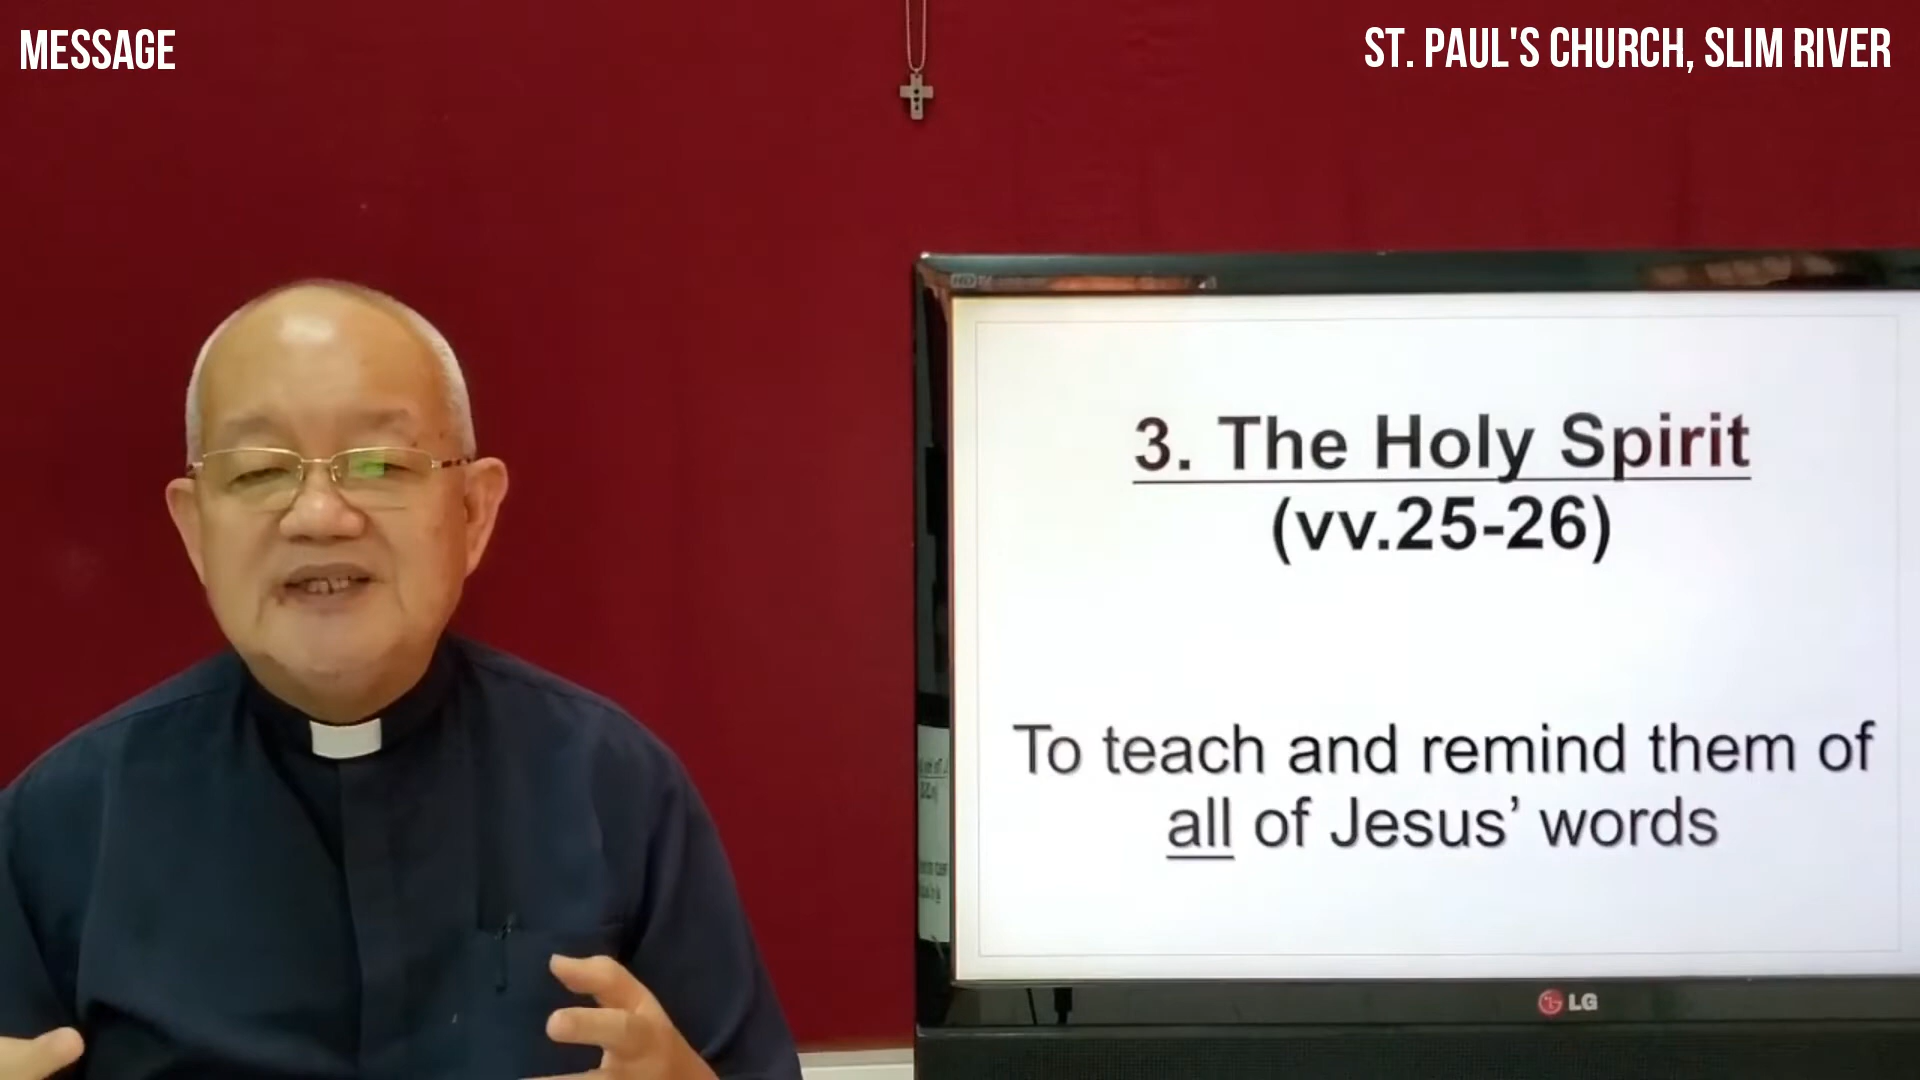 MESSAGE
ST. PAUL'S CHURCH, SLIM RIVER
3. The Holy Spirit
(vv.25-26)
To teach and remind them of
all of Jesus’ words
LG